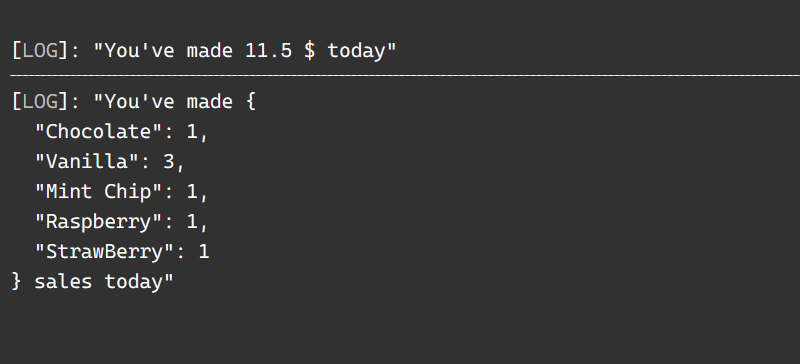 [LOG]: "You've made 11.5 $ today"
[LOG]: "You've made {
  "Chocolate": 1,
  "Vanilla": 3,
  "Mint Chip": 1,
  "Raspberry": 1,
  "StrawBerry": 1
} sales today"